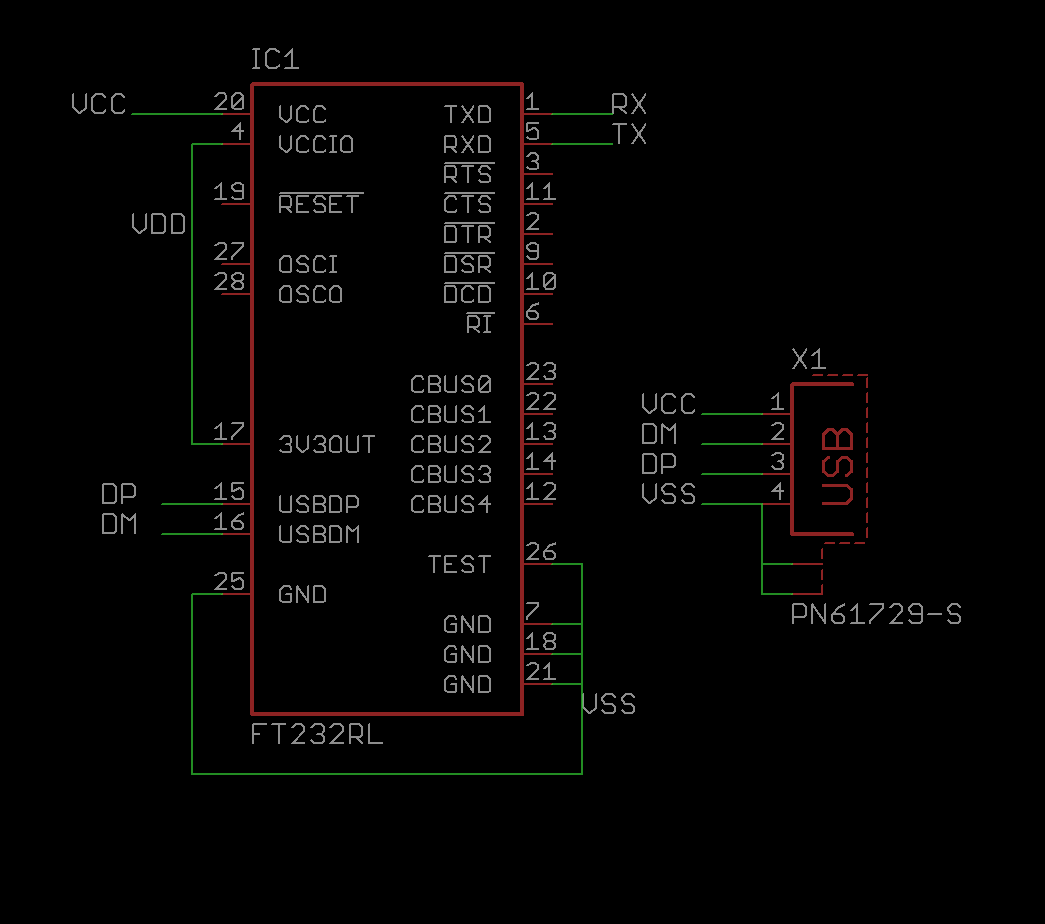 IC1
VCC 20 VCC TXD 1 RX
4 VCCIO RXD 5 TX
RTS 3
19 RESET CTS 11
VDD DTR 2
27 OSCI DSR 9
28 OSCO DCD 10
RI 6
CBUS0 23
CBUS1 22
17 3V3OUT CBUS2 13
CBUS3 14
DP 15 USBDP CBUS4 12
DM 16 USBDM
TEST 26
25 GND
GND 7
GND 18
GND 21
VSS
FT232RL
X1
VCC 1
DM 2
DP 3
VSS 4
USB
PN61729-S